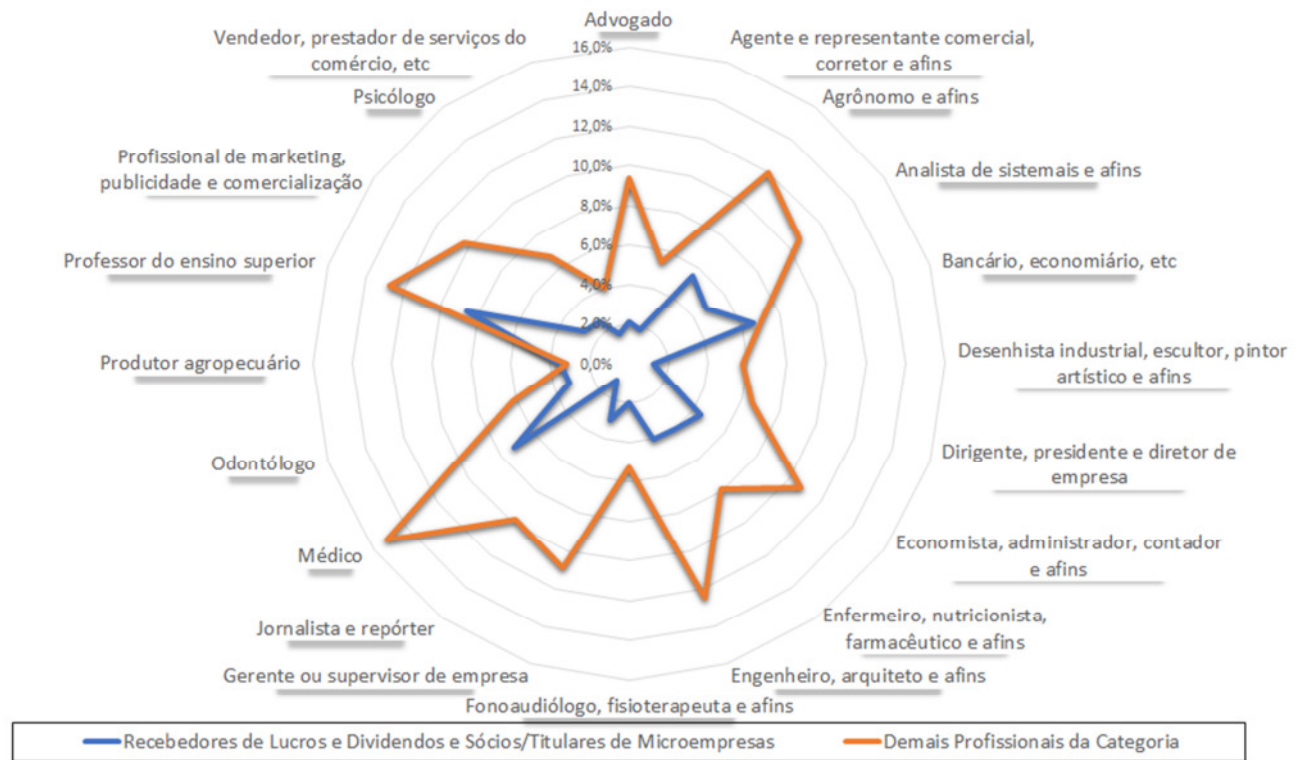 Advogado
Vendedor, prestador de serviços do
comércio, etc
Agente e representante comercial,
corretor e afins
Psicólogo
Agrônomo e afins
Profissional de marketing,
publicidade e comercialização
Analista de sistemais e afins
Professor do ensino superior
Bancário, economiário, etc
Produtor agropecuário
Desenhista industrial, escultor, pintor
artístico e afins
Odontólogo
Dirigente, presidente e diretor de
empresa
Médico
Economista, administrador, contador
e afins
Jornalista e repórter
Enfermeiro, nutricionista,
farmacêutico e afins
Gerente ou supervisor de empresa
Engenheiro, arquiteto e afins
Fonoaudiólogo, fisioterapeuta e afins
16,0%
14,0%
12,0%
10,0%
8,0%
6,0%
4,0%
2,0%
0,0%
Recebedores de Lucros e Dividendos e Sócios/Titulares de Microempresas
Demais Profissionais da Categoria